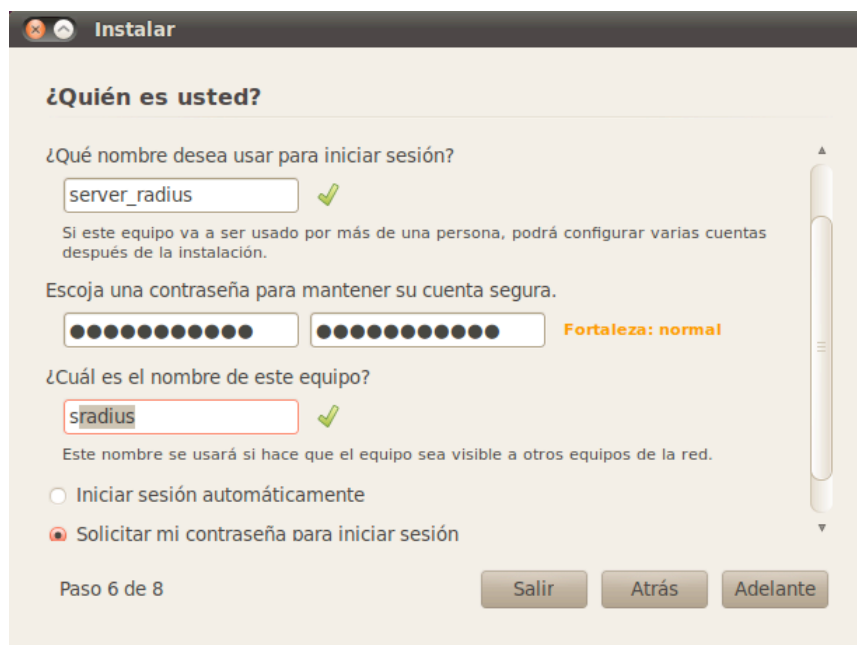 Instalar
¿Quién es usted?
¿Qué nombre desea usar para iniciar sesión?
server_radius
Si este equipo va a ser usado por más de una persona, podrá configurar varias cuentas
después de la instalación.
Escoja una contraseña para mantener su cuenta segura.
●●●●●●●●●●● ●●●●●●●●●●● Fortaleza: normal
¿Cuál es el nombre de este equipo?
sradius
Este nombre se usará si hace que el equipo sea visible a otros equipos de la red.
Iniciar sesión automáticamente
Solicitar mi contraseña para iniciar sesión
Paso 6 de 8 Salir Atrás Adelante